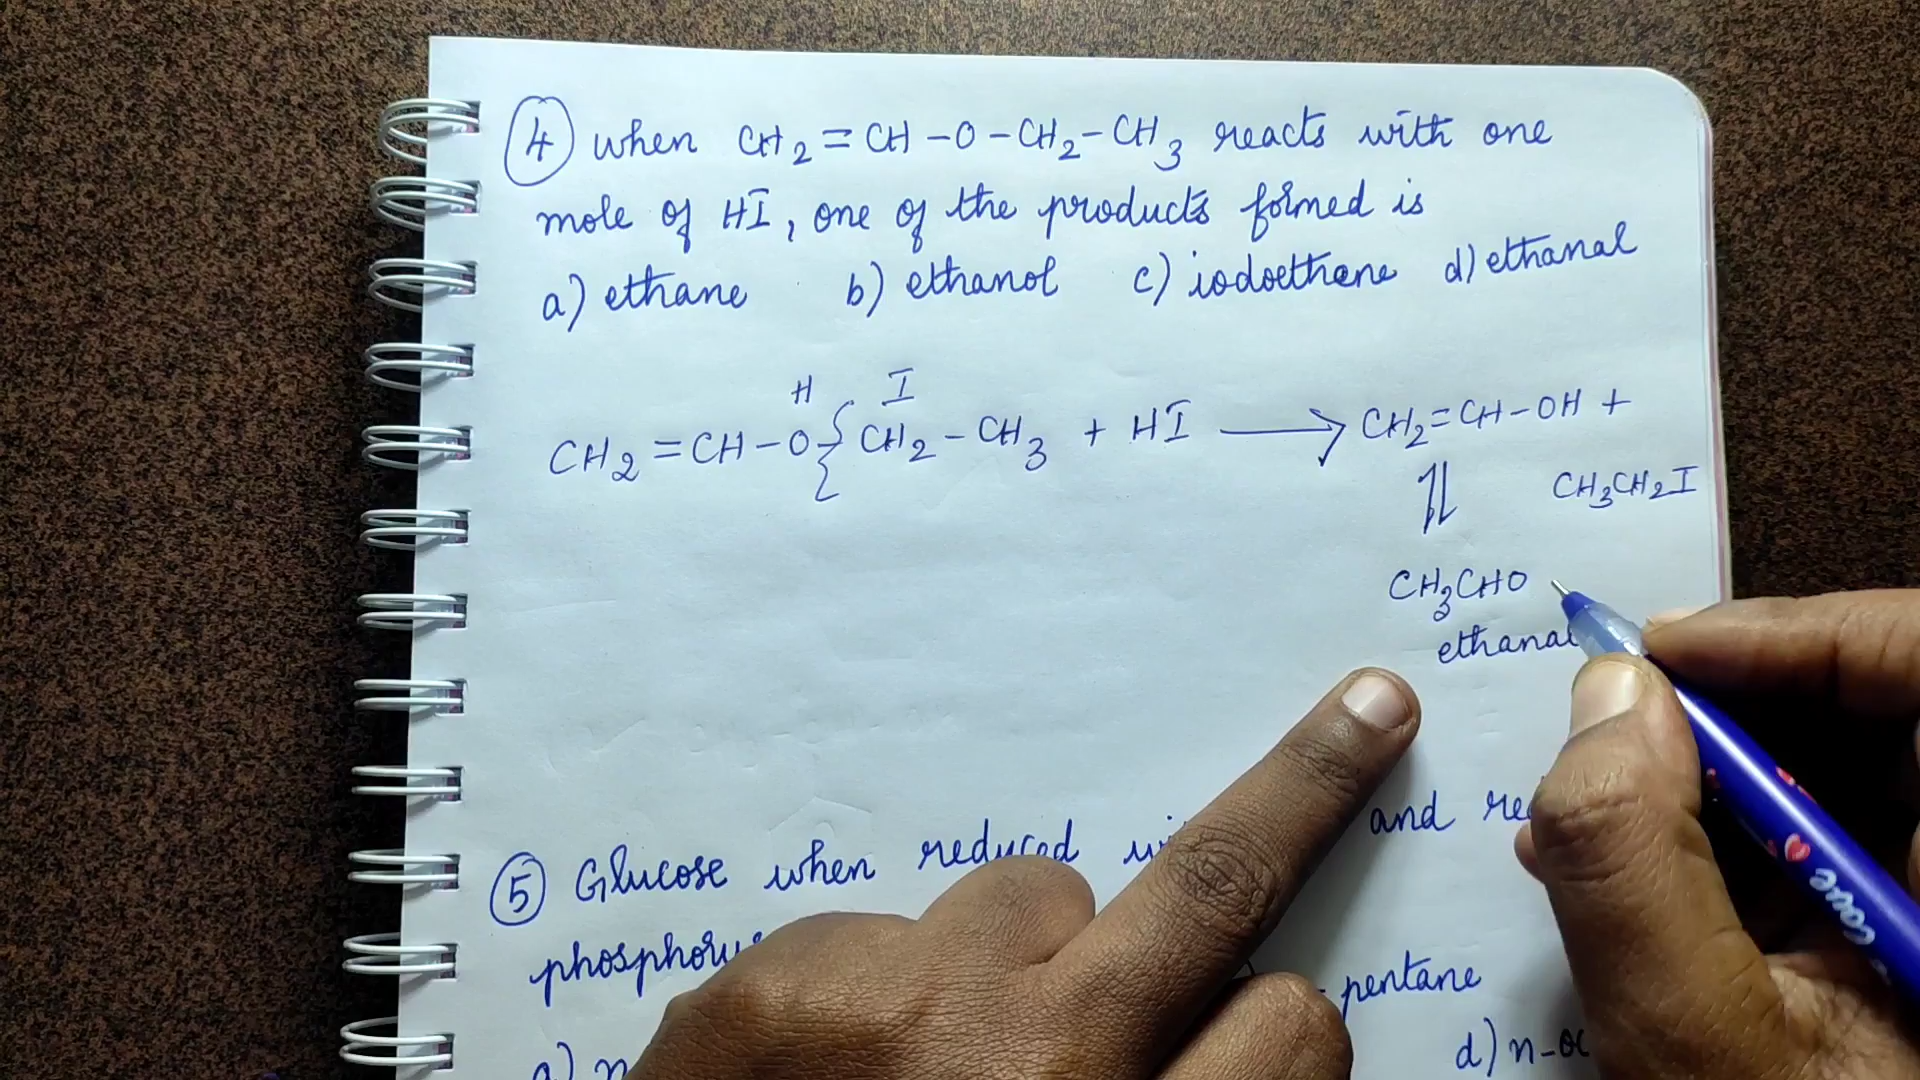 4 when CH2=CH-O-CH2-CH3 reacts with one
mole of HI, one of the products formed is
a) ethane b) ethanol c) iodoethane d) ethanal
H I
CH2=CH-O CH2-CH3 + HI ⟶ CH2=CH-OH +
⇌ CH3CH2I
CH3CHO
ethanal
5 Glucose when reduced and
phosphorus pentane
a) n d) n-